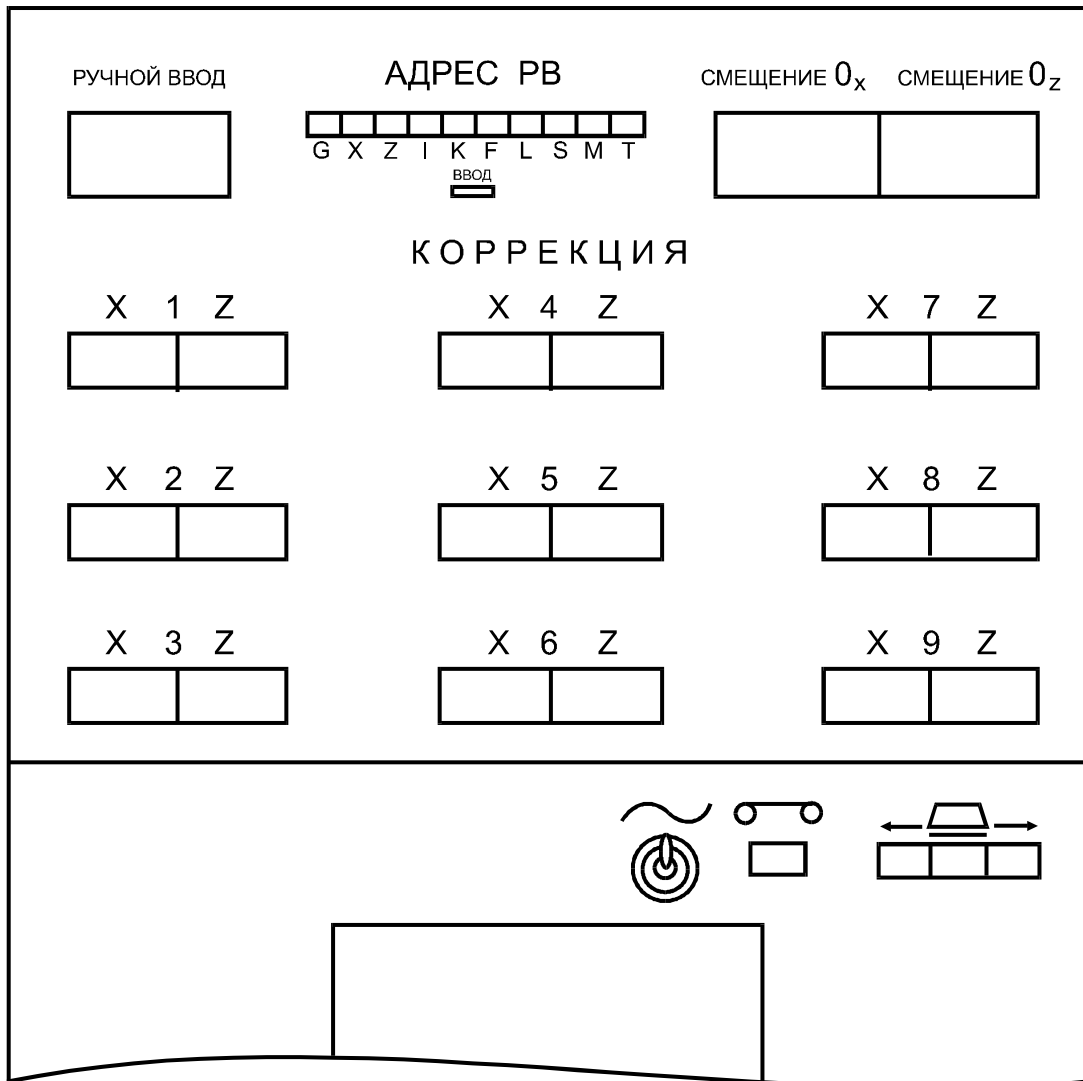 РУЧНОЙ ВВОД
АДРЕС РВ
СМЕЩЕНИЕ 0x СМЕЩЕНИЕ 0z
G X Z I K F L S M T
ВВОД
КОРРЕКЦИЯ
X 1 Z X 4 Z X 7 Z
X 2 Z X 5 Z X 8 Z
X 3 Z X 6 Z X 9 Z